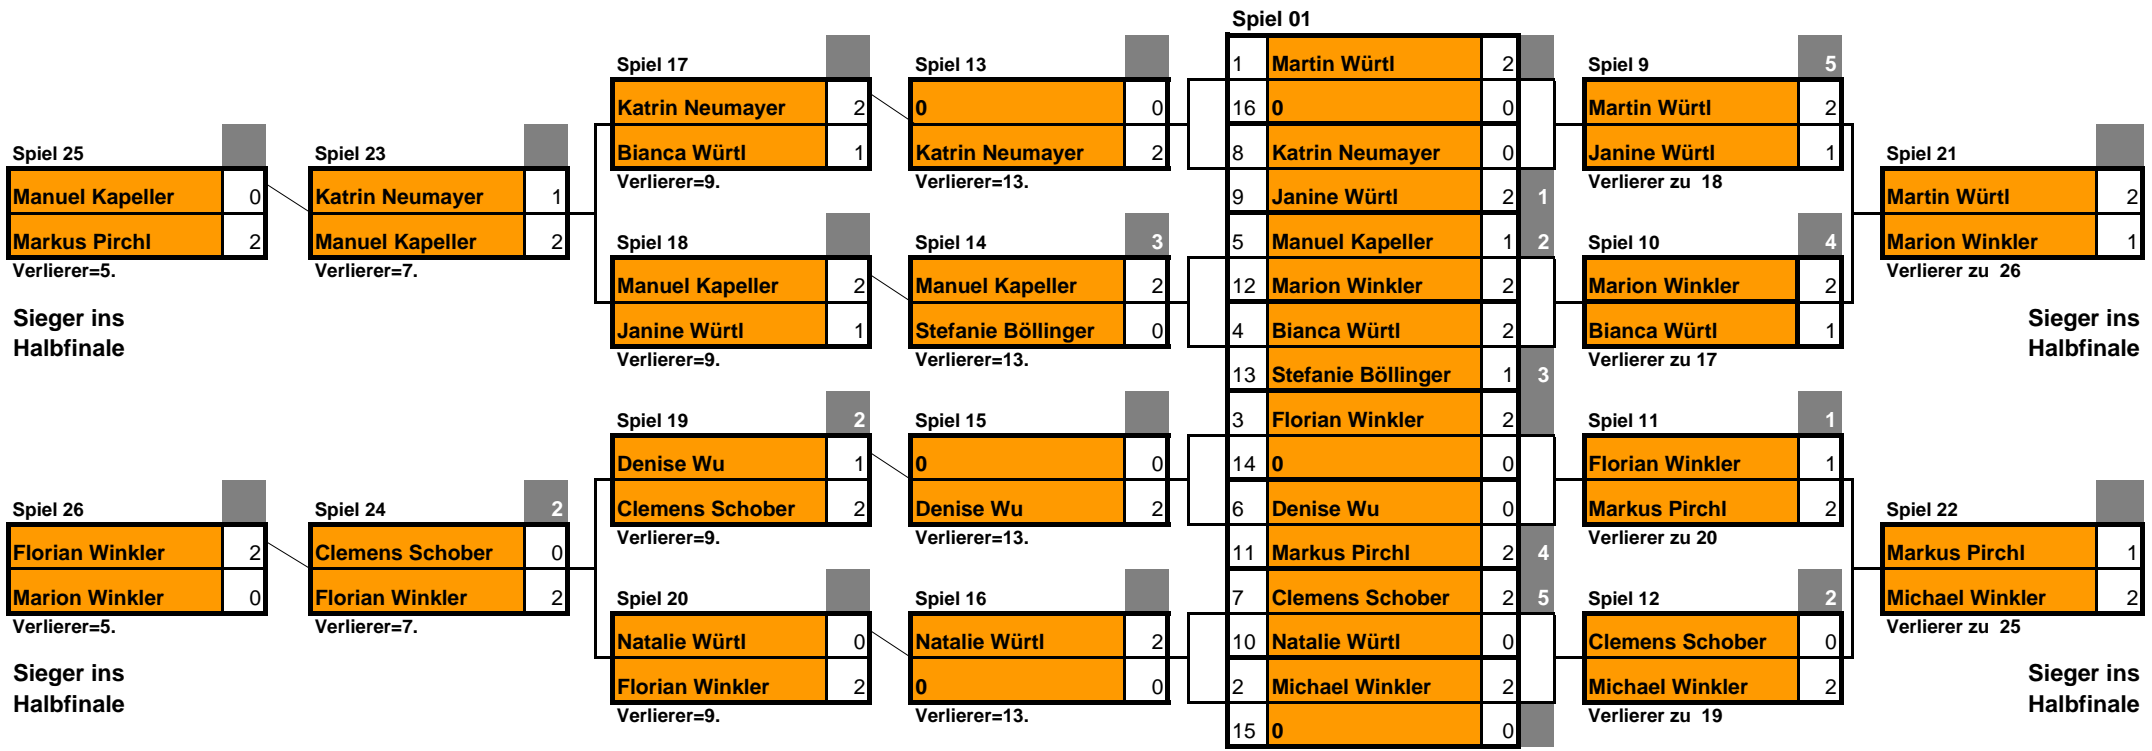 Spiel 01
1 Martin Würtl 2
16 0 0
8 Katrin Neumayer 0
9 Janine Würtl 2 1
5 Manuel Kapeller 1 2
12 Marion Winkler 2
4 Bianca Würtl 2
13 Stefanie Böllinger 1 3
3 Florian Winkler 2
14 0 0
6 Denise Wu 0
11 Markus Pirchl 2 4
7 Clemens Schober 2 5
10 Natalie Würtl 0
2 Michael Winkler 2
15 0 0
Spiel 25
Manuel Kapeller 0
Markus Pirchl 2
Verlierer=5.
Sieger ins
Halbfinale
Spiel 26
Florian Winkler 2
Marion Winkler 0
Verlierer=5.
Sieger ins
Halbfinale
Spiel 23
Katrin Neumayer 1
Manuel Kapeller 2
Verlierer=7.
Spiel 24 2
Clemens Schober 0
Florian Winkler 2
Verlierer=7.
Spiel 17
Katrin Neumayer 2
Bianca Würtl 1
Verlierer=9.
Spiel 18
Manuel Kapeller 2
Janine Würtl 1
Verlierer=9.
Spiel 19 2
Denise Wu 1
Clemens Schober 2
Verlierer=9.
Spiel 20
Natalie Würtl 0
Florian Winkler 2
Verlierer=9.
Spiel 13
0 0
Katrin Neumayer 2
Verlierer=13.
Spiel 14 3
Manuel Kapeller 2
Stefanie Böllinger 0
Verlierer=13.
Spiel 15
0 0
Denise Wu 2
Verlierer=13.
Spiel 16
Natalie Würtl 2
0 0
Verlierer=13.
Spiel 9 5
Martin Würtl 2
Janine Würtl 1
Verlierer zu 18
Spiel 10 4
Marion Winkler 2
Bianca Würtl 1
Verlierer zu 17
Spiel 11 1
Florian Winkler 1
Markus Pirchl 2
Verlierer zu 20
Spiel 12 2
Clemens Schober 0
Michael Winkler 2
Verlierer zu 19
Spiel 21
Martin Würtl 2
Marion Winkler 1
Verlierer zu 26
Sieger ins
Halbfinale
Spiel 22
Markus Pirchl 1
Michael Winkler 2
Verlierer zu 25
Sieger ins
Halbfinale